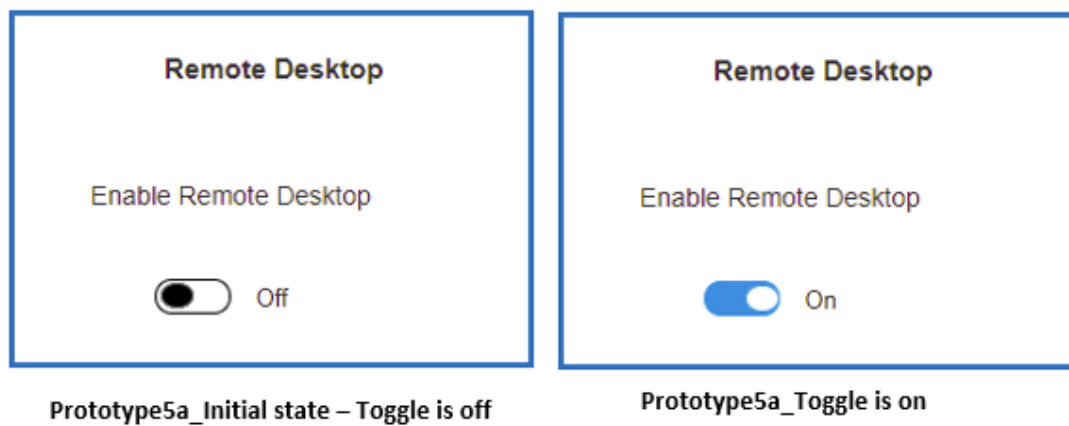 Remote Desktop
Enable Remote Desktop
Off
Prototype5a_Initial state – Toggle is off
Remote Desktop
Enable Remote Desktop
On
Prototype5a_Toggle is on